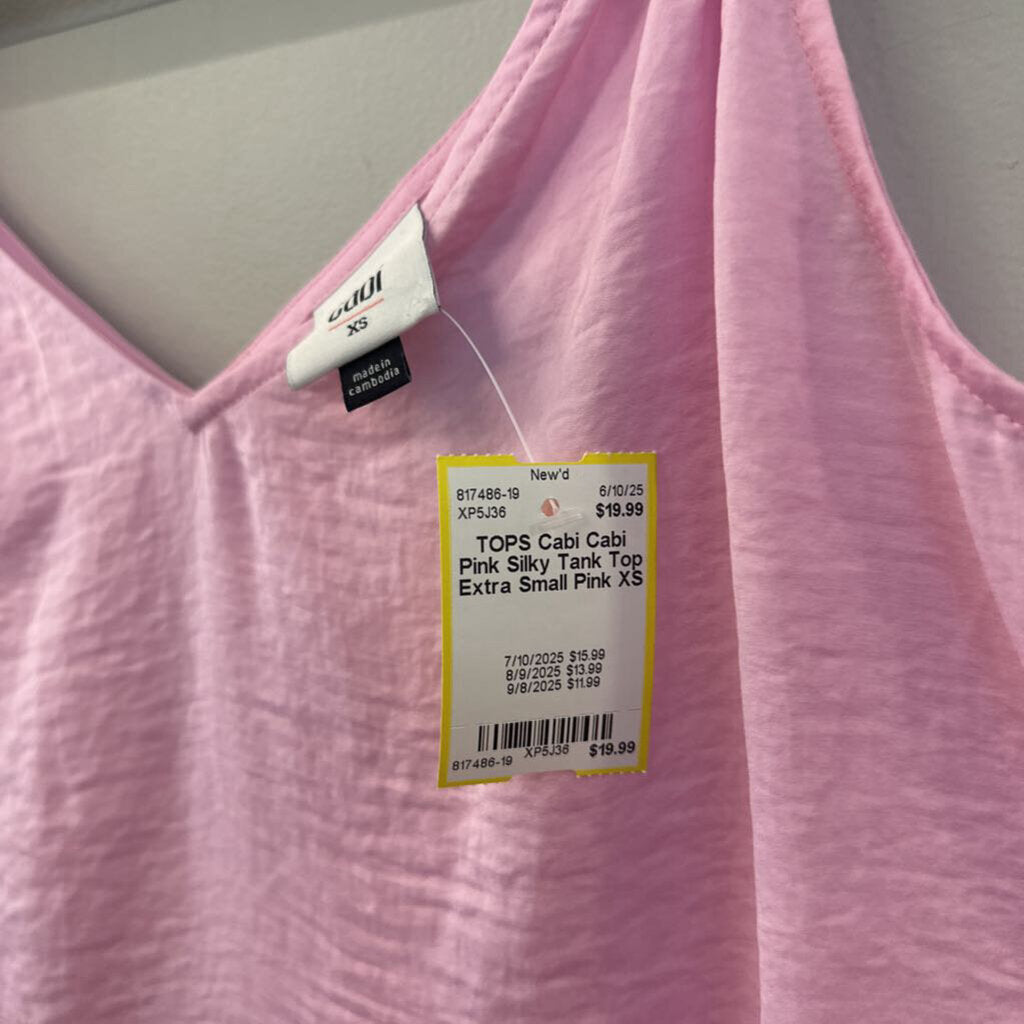 cabi
XS
made in
cambodia
New'd
817486-19 6/10/25
XP5J36 $19.99
TOPS Cabi Cabi
Pink Silky Tank Top
Extra Small Pink XS
7/10/2025 $15.99
8/9/2025 $13.99
9/8/2025 $11.99
817486-19 XP5J36 $19.99